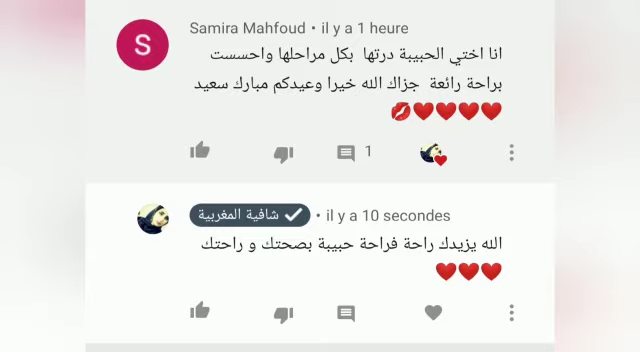 Samira Mahfoud • il y a 1 heure
انا اختي الحبيبة درتها بكل مراحلها واحسست
براحة رائعة جزاك الله خيرا وعيدكم مبارك سعيد
💋❤️❤️❤️❤️
1
شافية المغربية ✔ • il y a 10 secondes
الله يزيدك راحة فراحة حبيبة بصحتك و راحتك
❤️❤️❤️